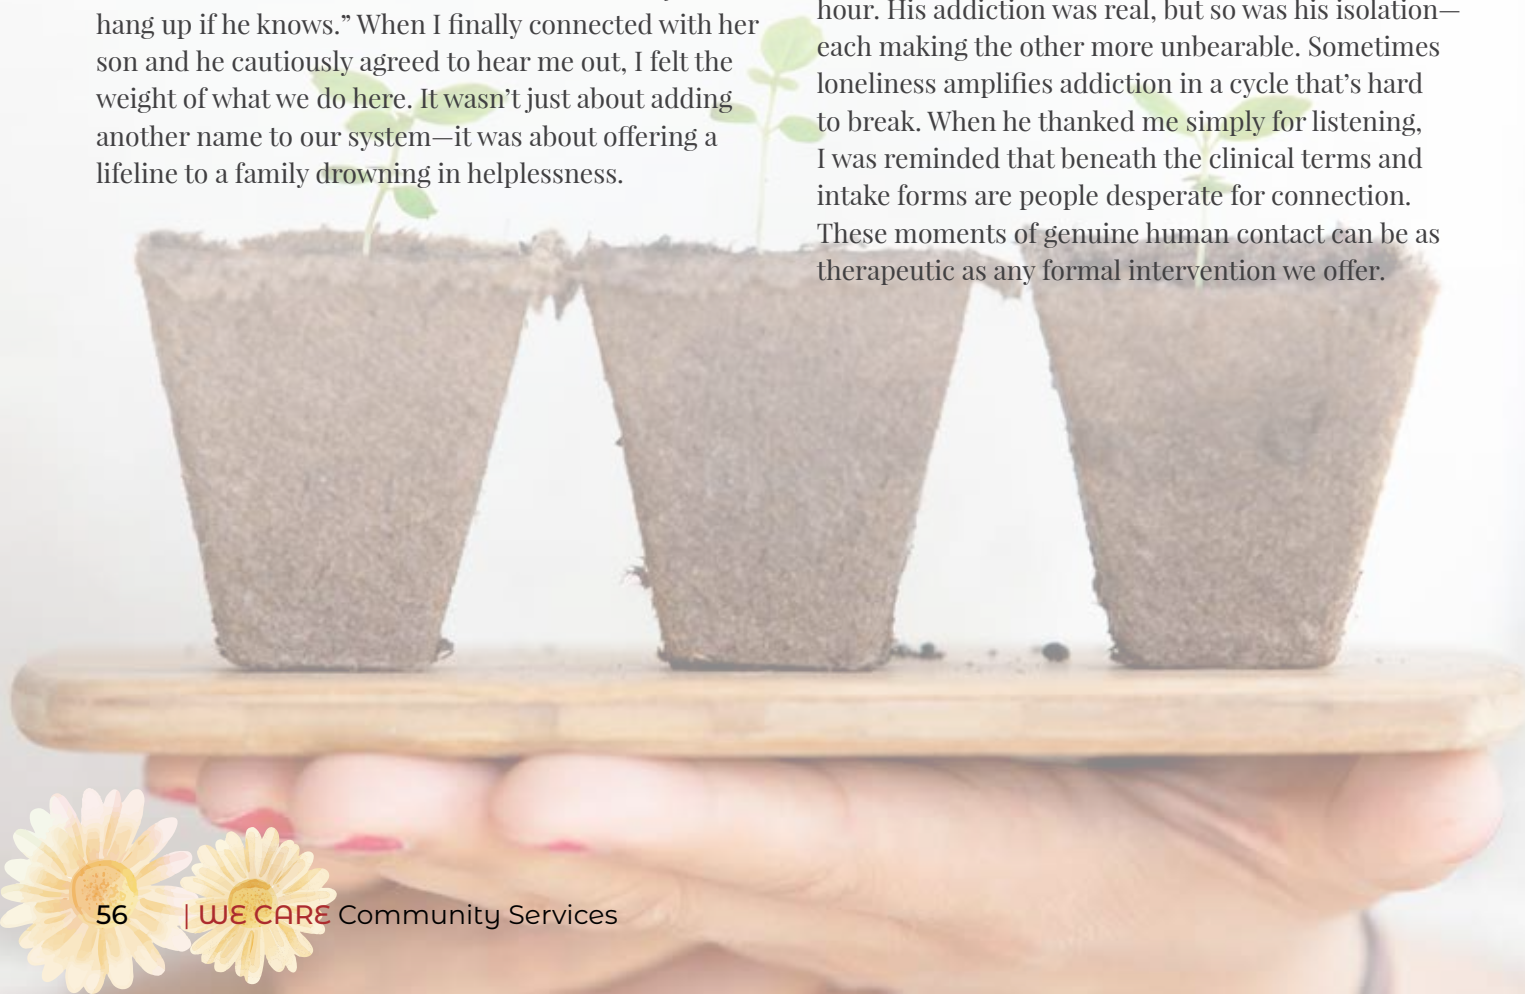 hang up if he knows.” When I finally connected with her
son and he cautiously agreed to hear me out, I felt the
weight of what we do here. It wasn’t just about adding
another name to our system—it was about offering a
lifeline to a family drowning in helplessness.
hour. His addiction was real, but so was his isolation—
each making the other more unbearable. Sometimes
loneliness amplifies addiction in a cycle that’s hard
to break. When he thanked me simply for listening,
I was reminded that beneath the clinical terms and
intake forms are people desperate for connection.
These moments of genuine human contact can be as
therapeutic as any formal intervention we offer.
56 | WE CARE Community Services